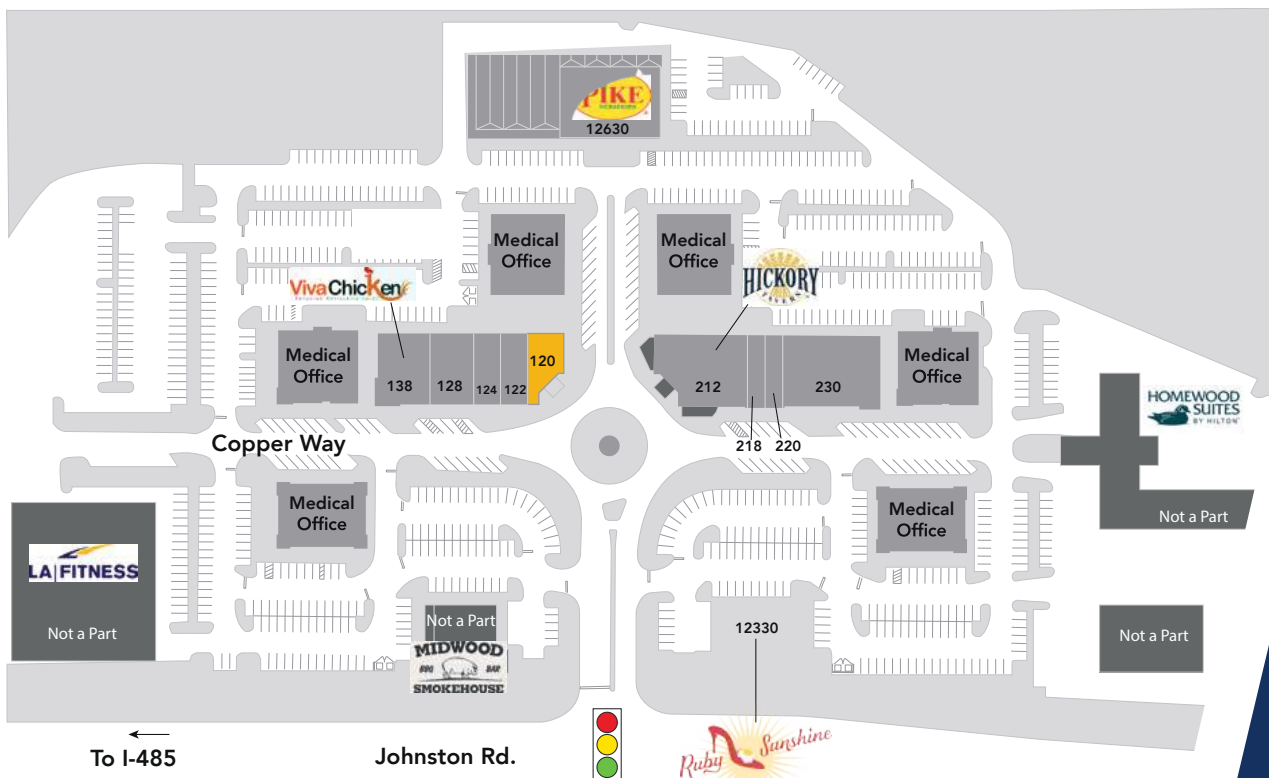 PIKE
12630
Medical
Office
Medical
Office
VivaChicken
HICKORY
TAVERN
Medical
Office
138
128
124
122
120
212
218
220
230
Medical
Office
HOMEWOOD
SUITES
BY HILTON
Not a Part
Copper Way
Medical
Office
Medical
Office
LA|FITNESS
Not a Part
Not a Part
MIDWOOD
BBQ BAR
SMOKEHOUSE
12330
Not a Part
Ruby Sunshine
To I-485
Johnston Rd.